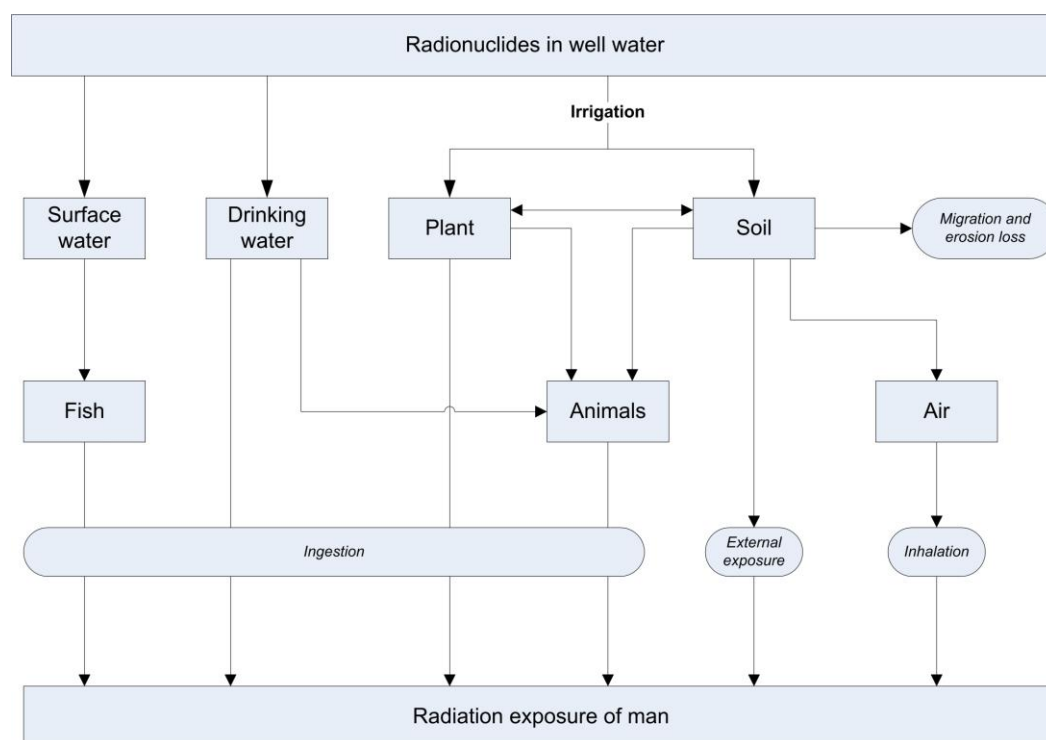 Radionuclides in well water
Irrigation
Surface
water
Drinking
water
Plant
Soil
Migration and
erosion loss
Fish
Animals
Air
Ingestion
External
exposure
Inhalation
Radiation exposure of man